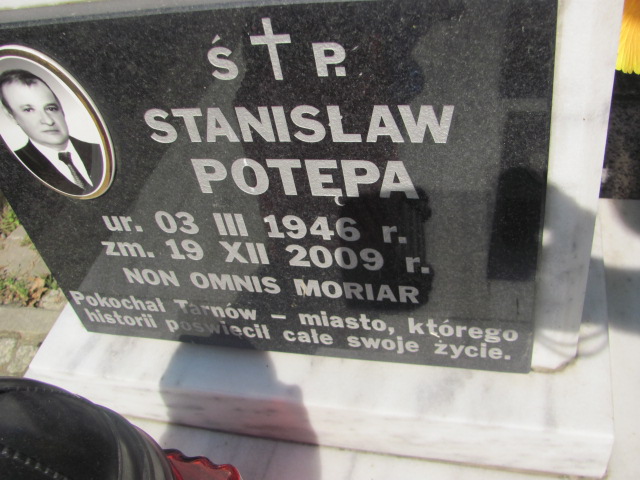 Ś P.
STANISŁAW
POTĘPA
ur. 03 III 1946 r.
zm. 19 XII 2009 r.
NON OMNIS MORIAR
Pokochał Tarnów – miasto, którego
historii poświęcił całe swoje życie.